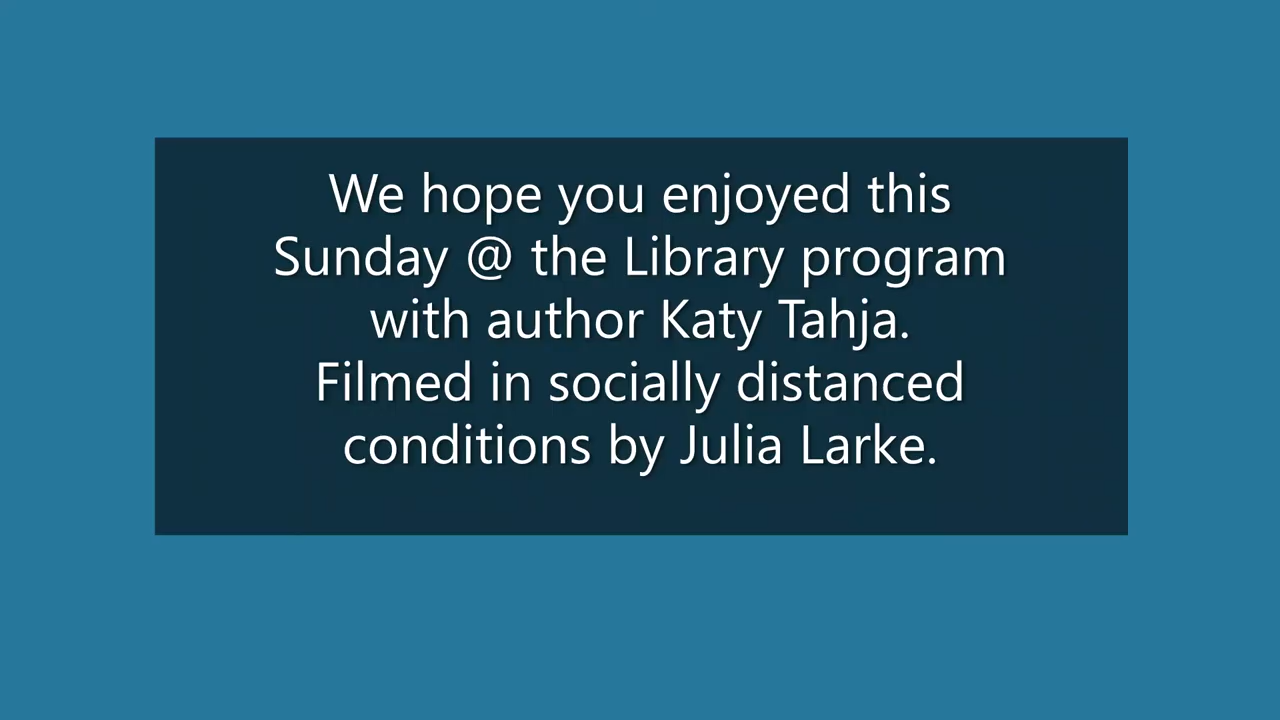 We hope you enjoyed this
Sunday @ the Library program
with author Katy Tahja.
Filmed in socially distanced
conditions by Julia Larke.